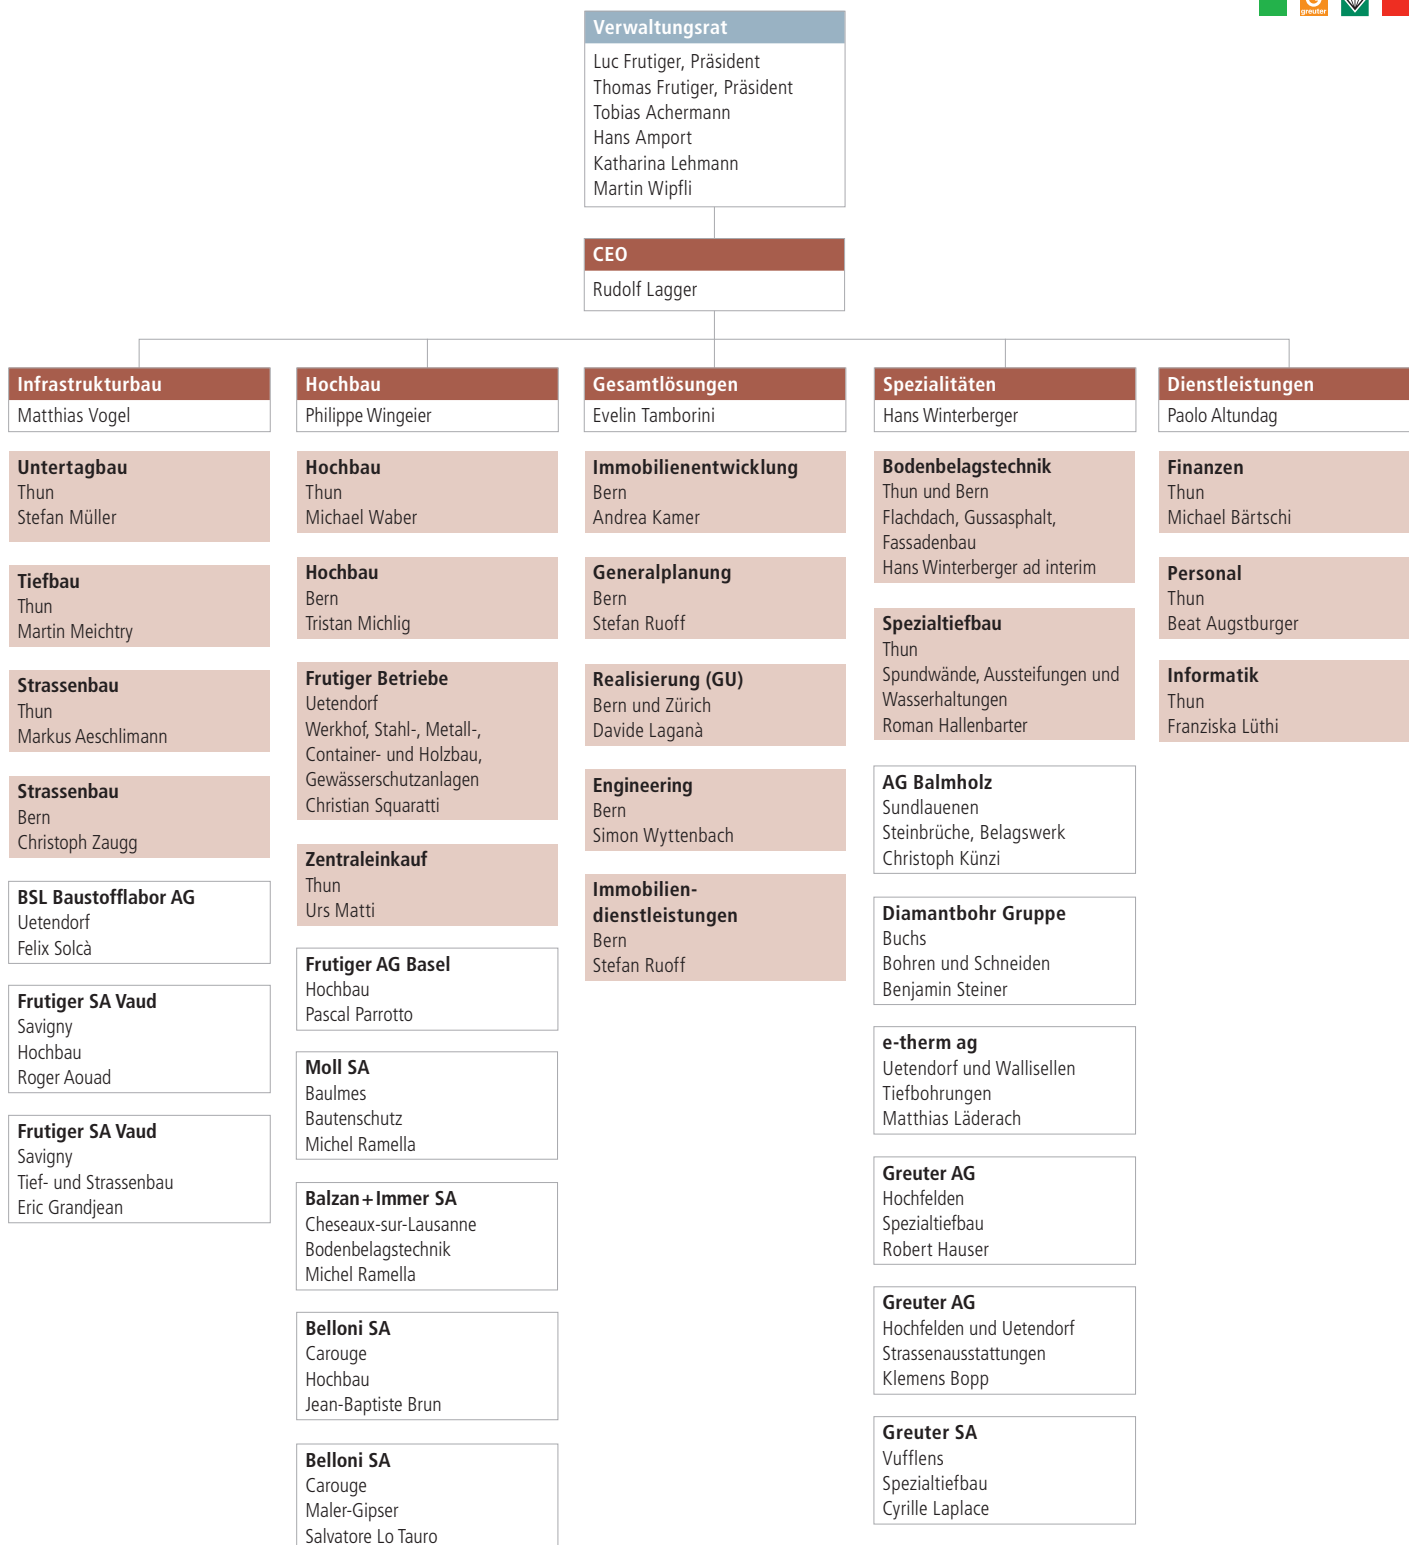 greuter
Verwaltungsrat
Luc Frutiger, Präsident
Thomas Frutiger, Präsident
Tobias Achermann
Hans Amport
Katharina Lehmann
Martin Wipfli
CEO
Rudolf Lagger
Infrastrukturbau
Matthias Vogel
Untertagbau
Thun
Stefan Müller
Tiefbau
Thun
Martin Meichtry
Strassenbau
Thun
Markus Aeschlimann
Strassenbau
Bern
Christoph Zaugg
BSL Baustofflabor AG
Uetendorf
Felix Solcà
Frutiger SA Vaud
Savigny
Hochbau
Roger Aouad
Frutiger SA Vaud
Savigny
Tief- und Strassenbau
Eric Grandjean
Hochbau
Philippe Wingeier
Hochbau
Thun
Michael Waber
Hochbau
Bern
Tristan Michlig
Frutiger Betriebe
Uetendorf
Werkhof, Stahl-, Metall-,
Container- und Holzbau,
Gewässerschutzanlagen
Christian Squaratti
Zentraleinkauf
Thun
Urs Matti
Frutiger AG Basel
Hochbau
Pascal Parrotto
Moll SA
Baulmes
Bautenschutz
Michel Ramella
Balzan+Immer SA
Cheseaux-sur-Lausanne
Bodenbelagstechnik
Michel Ramella
Belloni SA
Carouge
Hochbau
Jean-Baptiste Brun
Belloni SA
Carouge
Maler-Gipser
Salvatore Lo Tauro
Gesamtlösungen
Evelin Tamborini
Immobilienentwicklung
Bern
Andrea Kamer
Generalplanung
Bern
Stefan Ruoff
Realisierung (GU)
Bern und Zürich
Davide Laganà
Engineering
Bern
Simon Wyttenbach
Immobilien-
dienstleistungen
Bern
Stefan Ruoff
Spezialitäten
Hans Winterberger
Bodenbelagstechnik
Thun und Bern
Flachdach, Gussasphalt,
Fassadenbau
Hans Winterberger ad interim
Spezialtiefbau
Thun
Spundwände, Aussteifungen und
Wasserhaltungen
Roman Hallenbarter
AG Balmholz
Sundlauenen
Steinbrüche, Belagswerk
Christoph Künzi
Diamantbohr Gruppe
Buchs
Bohren und Schneiden
Benjamin Steiner
e-therm ag
Uetendorf und Wallisellen
Tiefbohrungen
Matthias Läderach
Greuter AG
Hochfelden
Spezialtiefbau
Robert Hauser
Greuter AG
Hochfelden und Uetendorf
Strassenausstattungen
Klemens Bopp
Greuter SA
Vufflens
Spezialtiefbau
Cyrille Laplace
Dienstleistungen
Paolo Altundag
Finanzen
Thun
Michael Bärtschi
Personal
Thun
Beat Augstburger
Informatik
Thun
Franziska Lüthi